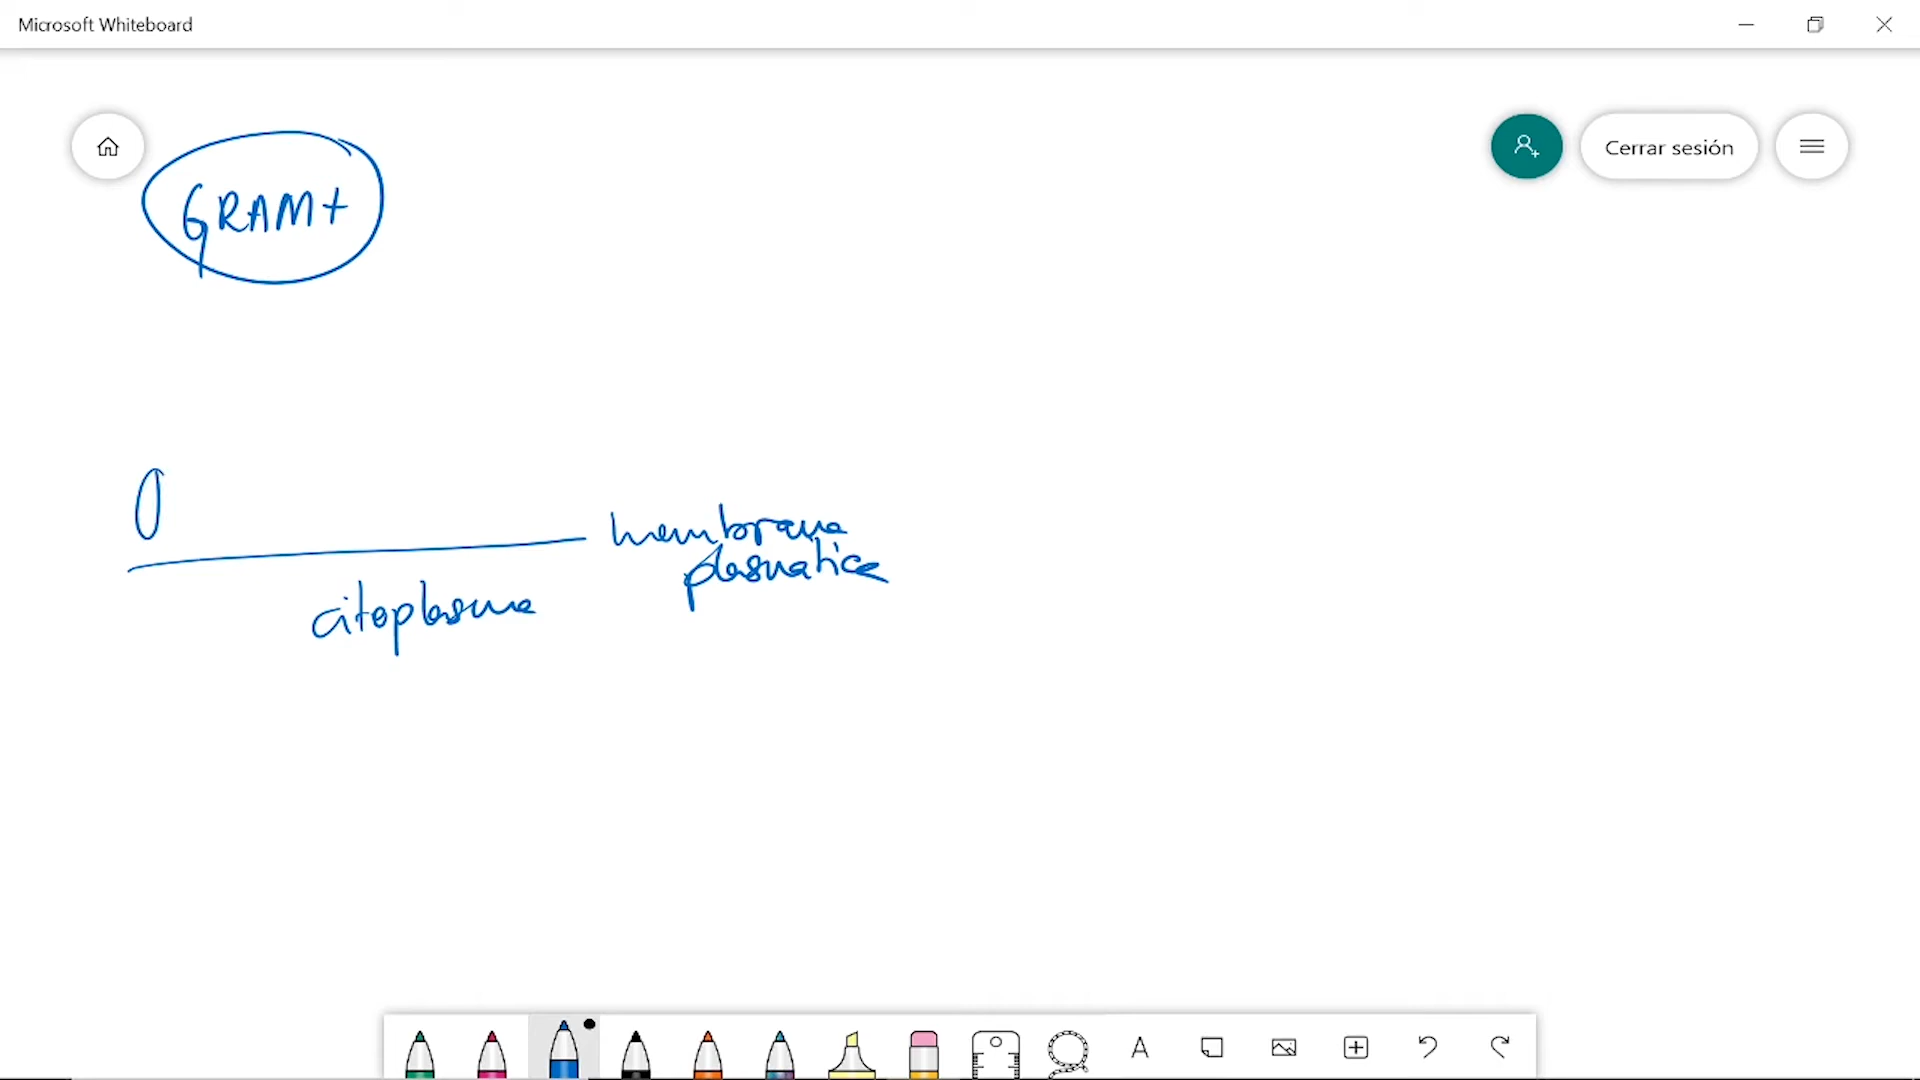 Microsoft Whiteboard
Cerrar sesión
GRAM+
membrana
plasmatica
citoplasma